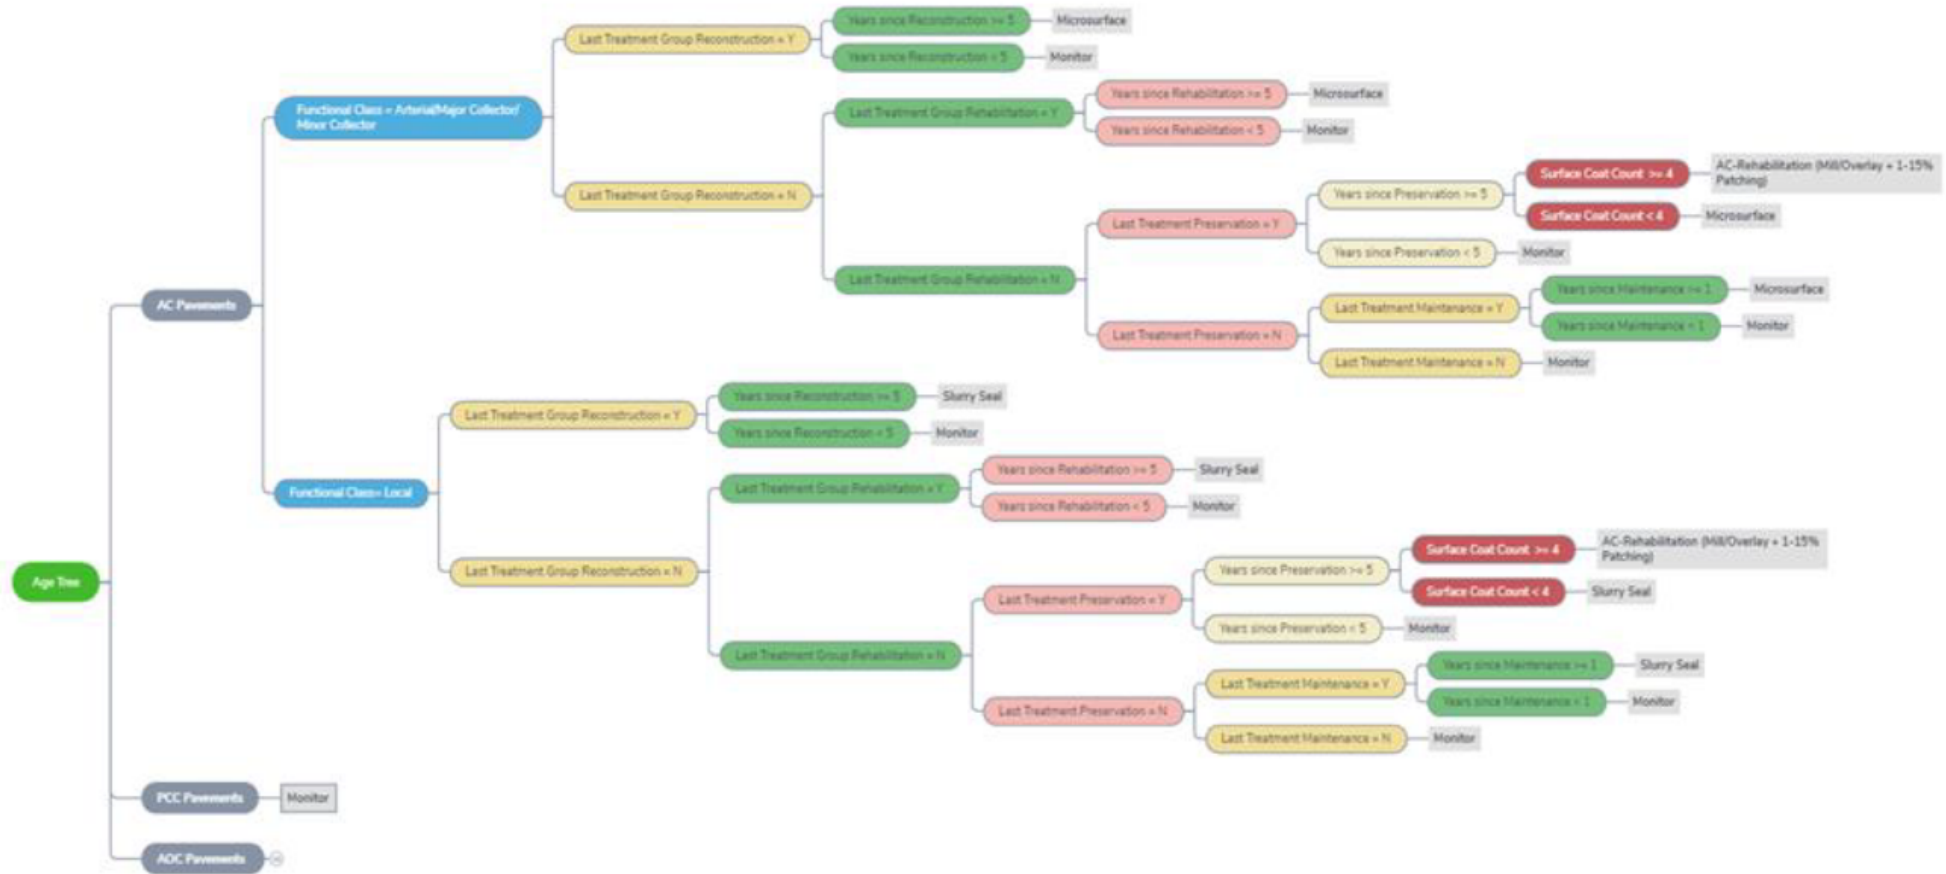 Years since Reconstruction >= 5
Microsurface
Last Treatment Group Reconstruction = Y
Years since Reconstruction < 5
Monitor
Functional Class = Arterial/Major Collector/
Minor Collector
Years since Rehabilitation >= 5
Microsurface
Last Treatment Group Rehabilitation = Y
Years since Rehabilitation < 5
Monitor
Last Treatment Group Reconstruction = N
Surface Coat Count >= 4
AC-Rehabilitation (Mill/Overlay + 1-15%
Patching)
Years since Preservation >= 5
Surface Coat Count < 4
Microsurface
Last Treatment Preservation = Y
Years since Preservation < 5
Monitor
Last Treatment Group Rehabilitation = N
Years since Maintenance >= 1
Microsurface
Last Treatment Maintenance = Y
Years since Maintenance < 1
Monitor
Last Treatment Preservation = N
Last Treatment Maintenance = N
Monitor
AC Pavements
Years since Reconstruction >= 5
Slurry Seal
Last Treatment Group Reconstruction = Y
Years since Reconstruction < 5
Monitor
Functional Class= Local
Years since Rehabilitation >= 5
Slurry Seal
Last Treatment Group Rehabilitation = Y
Years since Rehabilitation < 5
Monitor
Last Treatment Group Reconstruction = N
Surface Coat Count >= 4
AC-Rehabilitation (Mill/Overlay + 1-15%
Patching)
Years since Preservation >= 5
Surface Coat Count < 4
Slurry Seal
Last Treatment Preservation = Y
Years since Preservation < 5
Monitor
Last Treatment Group Rehabilitation = N
Years since Maintenance >= 1
Slurry Seal
Last Treatment Maintenance = Y
Years since Maintenance < 1
Monitor
Last Treatment Preservation = N
Last Treatment Maintenance = N
Monitor
Age Tree
PCC Pavements
Monitor
AOC Pavements